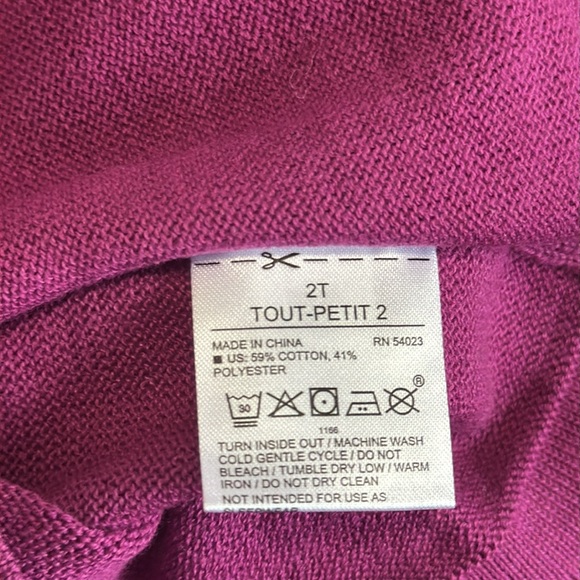 2T
TOUT-PETIT 2
MADE IN CHINA RN 54023
US: 59% COTTON, 41%
POLYESTER
30
®
1166
TURN INSIDE OUT / MACHINE WASH
COLD GENTLE CYCLE / DO NOT
BLEACH / TUMBLE DRY LOW / WARM
IRON / DO NOT DRY CLEAN
NOT INTENDED FOR USE AS
SLEEPWEAR